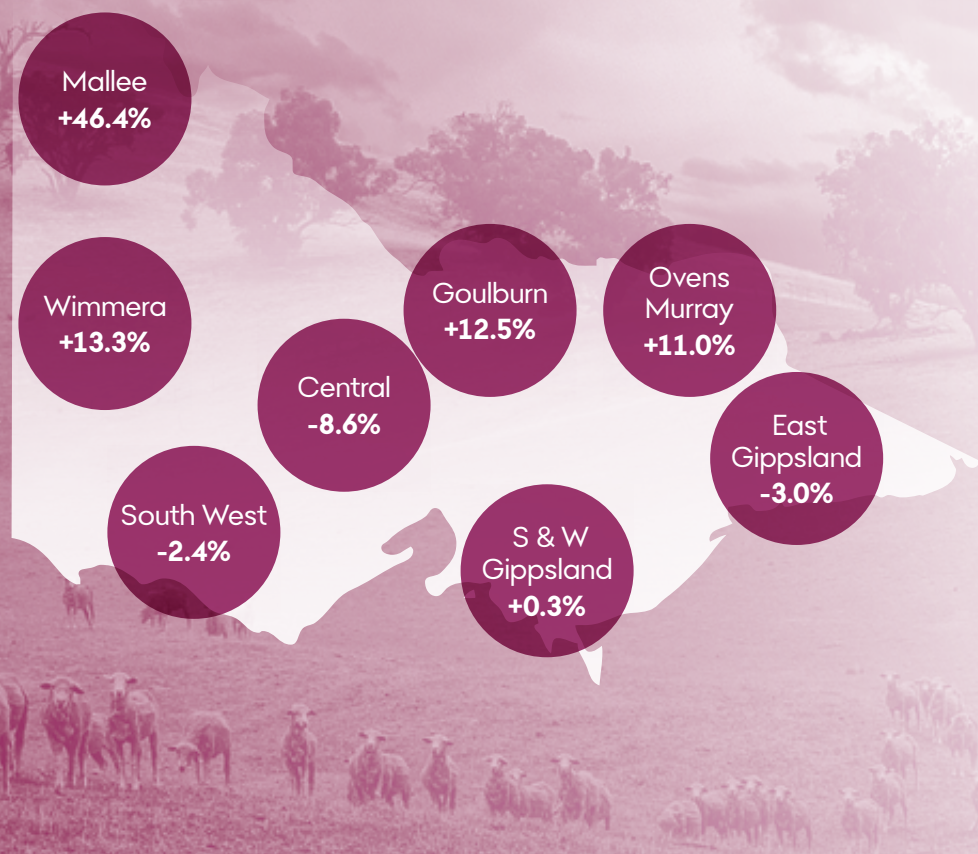 Mallee
+46.4%
Wimmera
+13.3%
Goulburn
+12.5%
Ovens
Murray
+11.0%
Central
-8.6%
East
Gippsland
-3.0%
South West
-2.4%
S & W
Gippsland
+0.3%